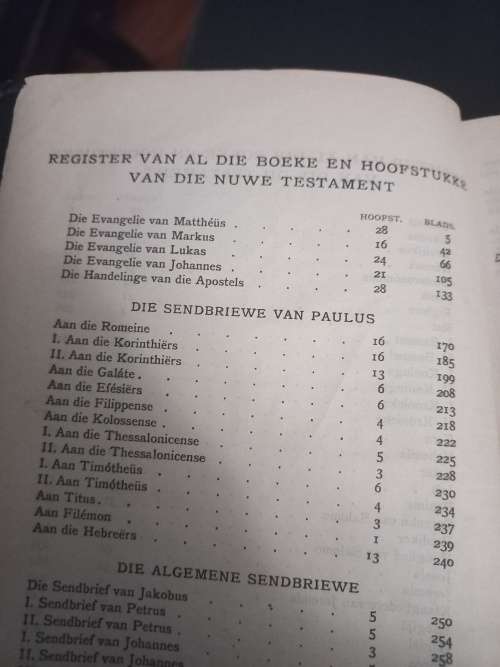 REGISTER VAN AL DIE BOEKE EN HOOFSTUKKE
VAN DIE NUWE TESTAMENT
HOOFST. BLADS.
Die Evangelie van Matthéüs . . . . 28 5
Die Evangelie van Markus . . . . 16 42
Die Evangelie van Lukas . . . . 24 66
Die Evangelie van Johannes . . . . 21 105
Die Handelinge van die Apostels . . . 28 133
DIE SENDBRIEWE VAN PAULUS
Aan die Romeine . . . . . . 16 170
I. Aan die Korinthiërs . . . . . 16 185
II. Aan die Korinthiërs . . . . . 13 199
Aan die Galáte . . . . . . . 6 208
Aan die Efésiërs . . . . . . 6 213
Aan die Filippense . . . . . . 4 218
Aan die Kolossense . . . . . . 4 222
I. Aan die Thessalonicense . . . . 5 225
II. Aan die Thessalonicense . . . . 3 228
I. Aan Timótheüs . . . . . . 6 230
II. Aan Timótheüs . . . . . . 4 234
Aan Titus . . . . . . . . 3 237
Aan Filémon . . . . . . . 1 239
Aan die Hebreërs . . . . . . 13 240
DIE ALGEMENE SENDBRIEWE
Die Sendbrief van Jakobus . . . . 5 250
I. Sendbrief van Petrus . . . . 5 254
II. Sendbrief van Petrus . . . . 3 258
I. Sendbrief van Johannes
II. Sendbrief van Johannes